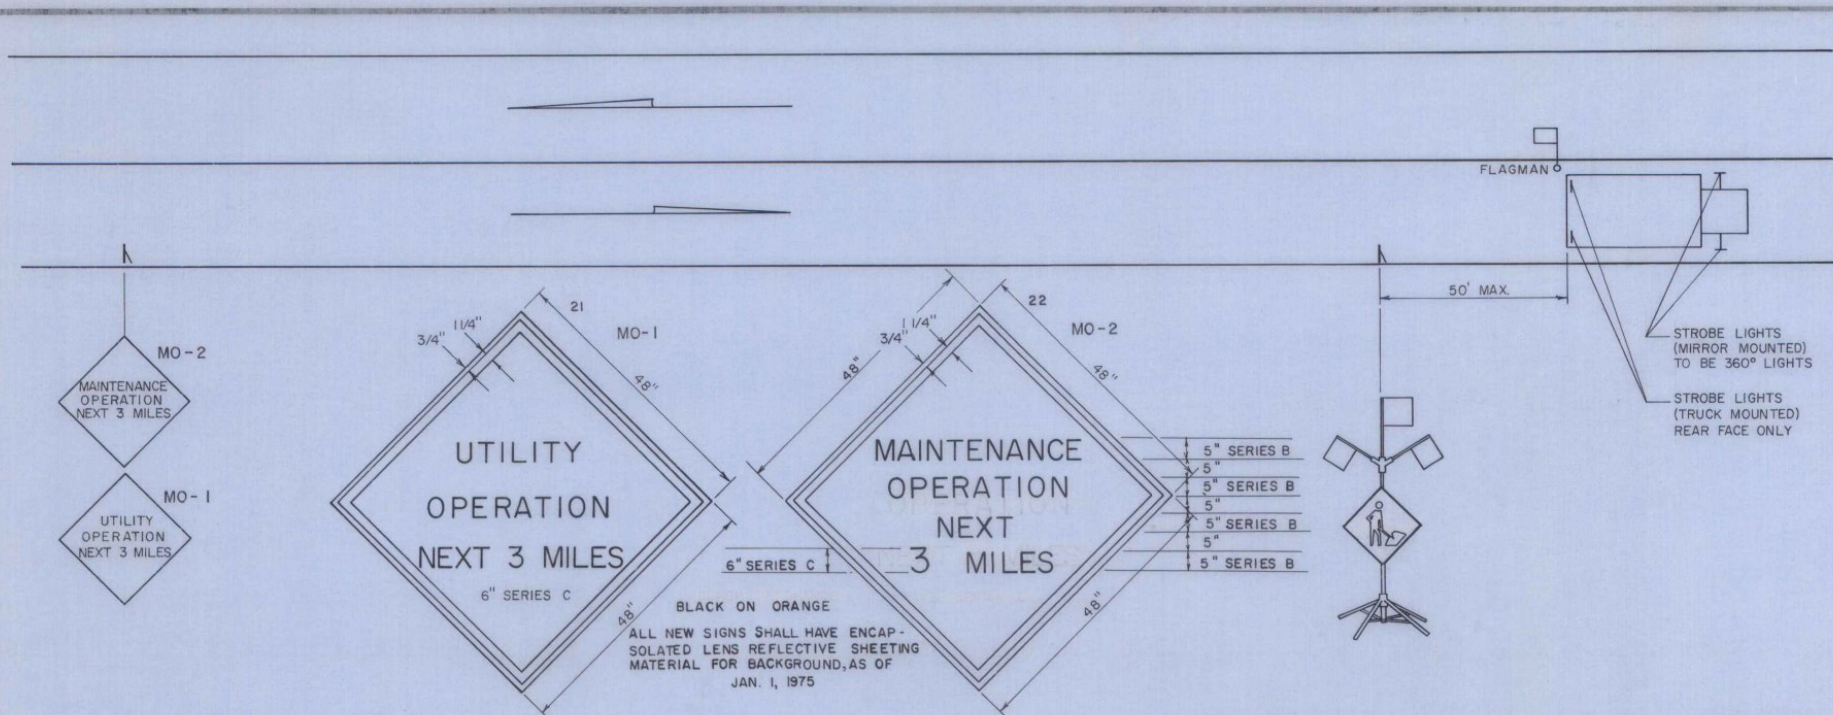 FLAGMAN
50' MAX.
STROBE LIGHTS
(MIRROR MOUNTED)
TO BE 360° LIGHTS
STROBE LIGHTS
(TRUCK MOUNTED)
REAR FACE ONLY
MO-2
MAINTENANCE
OPERATION
NEXT 3 MILES
MO-1
UTILITY
OPERATION
NEXT 3 MILES
21
MO-1
3/4"
1 1/4"
48"
UTILITY
OPERATION
NEXT 3 MILES
6" SERIES C
48"
22
MO-2
48"
3/4"
1 1/4"
48"
MAINTENANCE
OPERATION
NEXT
3 MILES
6" SERIES C
48"
5" SERIES B
5"
5" SERIES B
5"
5" SERIES B
5"
5" SERIES B
BLACK ON ORANGE
ALL NEW SIGNS SHALL HAVE ENCAP-
SOLATED LENS REFLECTIVE SHEETING
MATERIAL FOR BACKGROUND, AS OF
JAN. 1, 1975